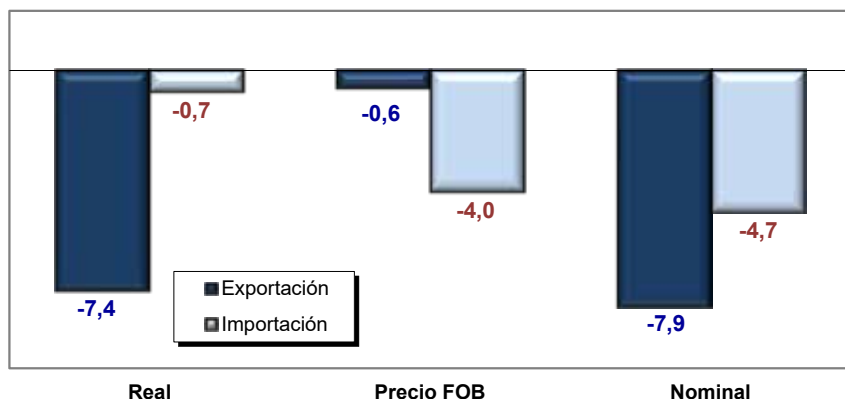 -0,7
-0,6
-4,0
-4,7
-7,4
-7,9
Exportación
Importación
Real Precio FOB Nominal